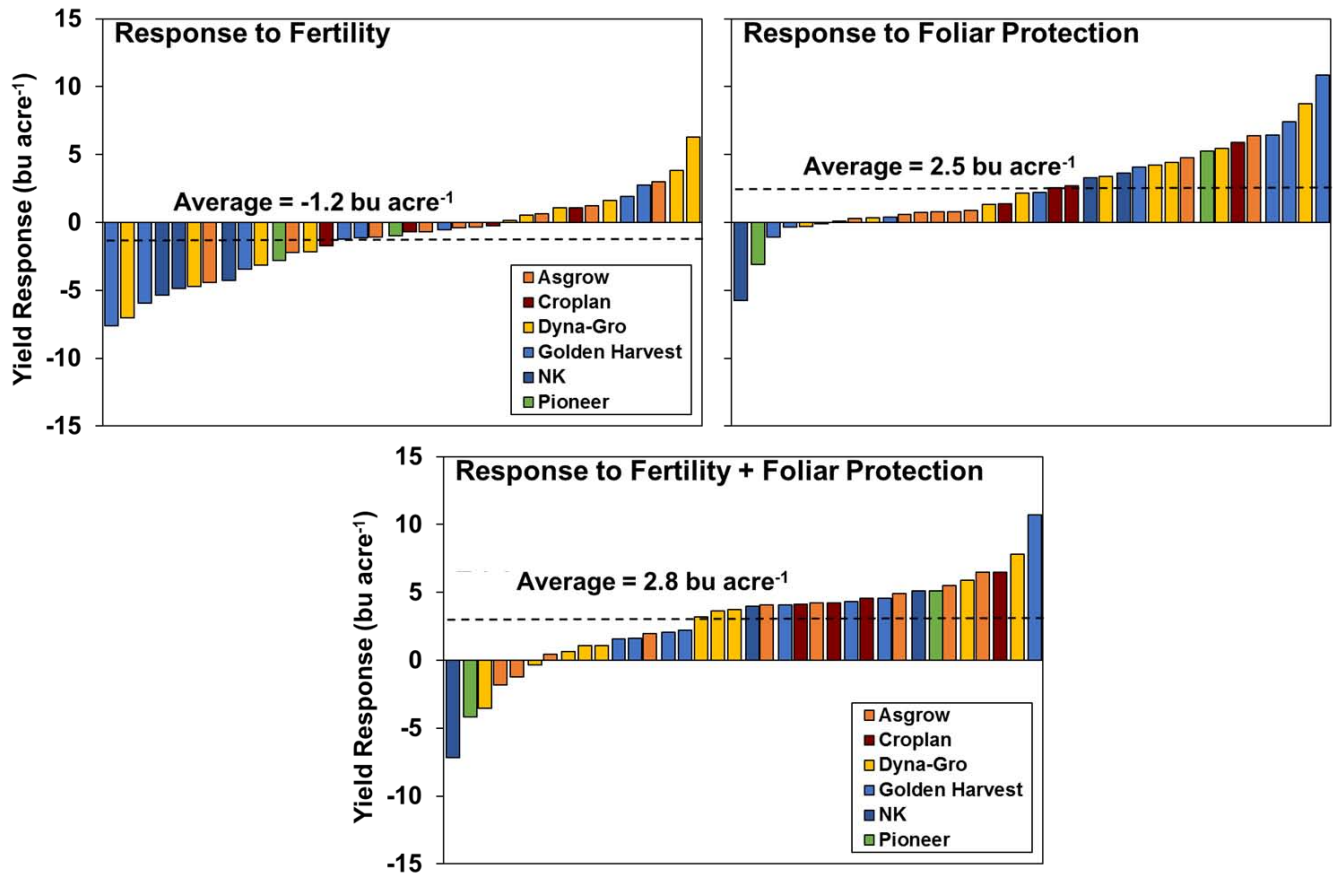 Response to Fertility
Yield Response (bu acre⁻¹)
15
10
5
0
-5
-10
-15
Average = -1.2 bu acre⁻¹
Asgrow
Croplan
Dyna-Gro
Golden Harvest
NK
Pioneer
Response to Foliar Protection
Average = 2.5 bu acre⁻¹
Response to Fertility + Foliar Protection
Yield Response (bu acre⁻¹)
15
10
5
0
-5
-10
-15
Average = 2.8 bu acre⁻¹
Asgrow
Croplan
Dyna-Gro
Golden Harvest
NK
Pioneer